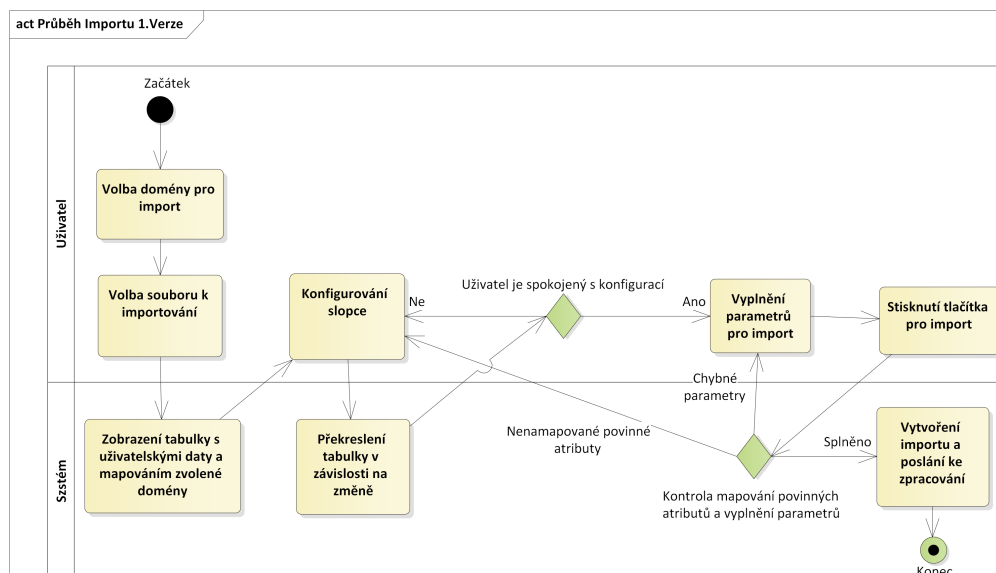 act Průběh Importu 1.Verze
Uživatel
Začátek
Volba domény pro
import
Volba souboru k
importování
Konfigurování
slopce
Ne
Uživatel je spokojený s konfigurací
Ano
Vyplnění
parametrů
pro import
Stisknutí tlačítka
pro import
Szstém
Zobrazení tabulky s
uživatelskými daty a
mapováním zvolené
domény
Překreslení
tabulky v
závislosti na
změně
Nenamapované povinné
atributy
Chybné
parametry
Splněno
Kontrola mapování povinných
atributů a vyplnění parametrů
Vytvoření
importu a
poslání ke
zpracování
Konec